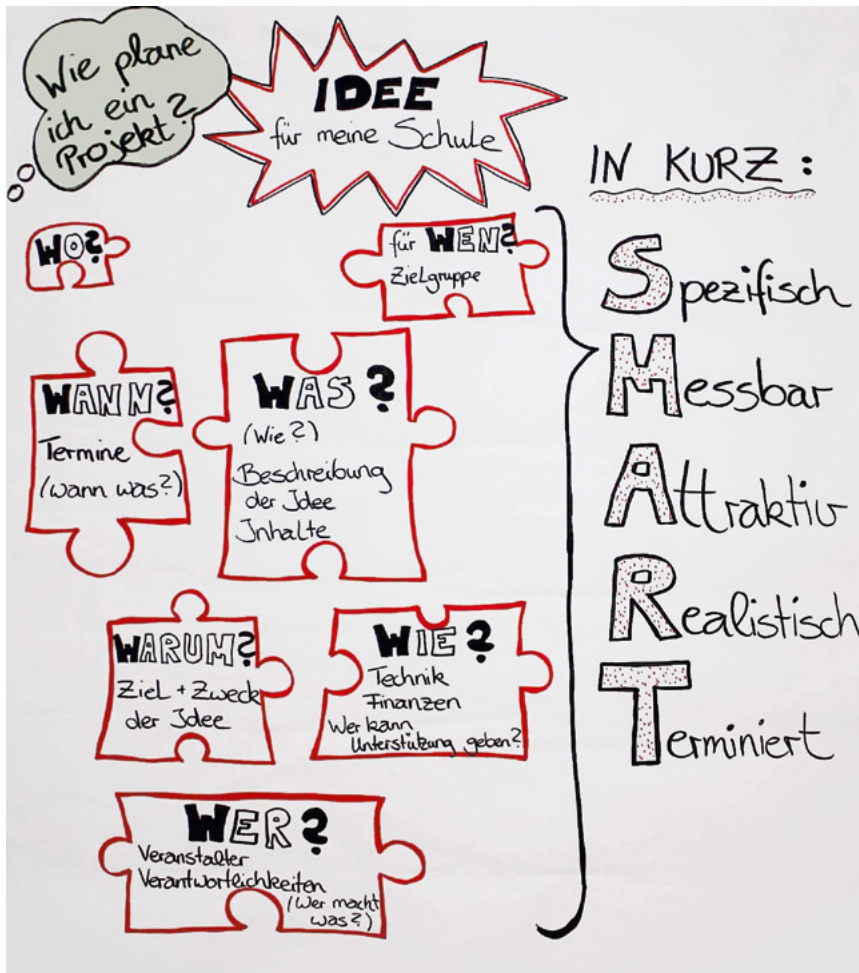 Wie plane
ich ein
Projekt?
IDEE
für meine Schule
IN KURZ:
WO?
für WEN?
Zielgruppe
WANN?
Termine
(wann was?)
WAS?
(Wie?)
Beschreibung
der Idee
Inhalte
WARUM?
Ziel + Zweck
der Idee
WIE?
Technik
Finanzen
Wer kann
Unterstützung geben?
WER?
Veranstalter
Verantwortlichkeiten
(Wer macht
was?)
Spezifisch
Messbar
Attraktiv
Realistisch
Terminiert